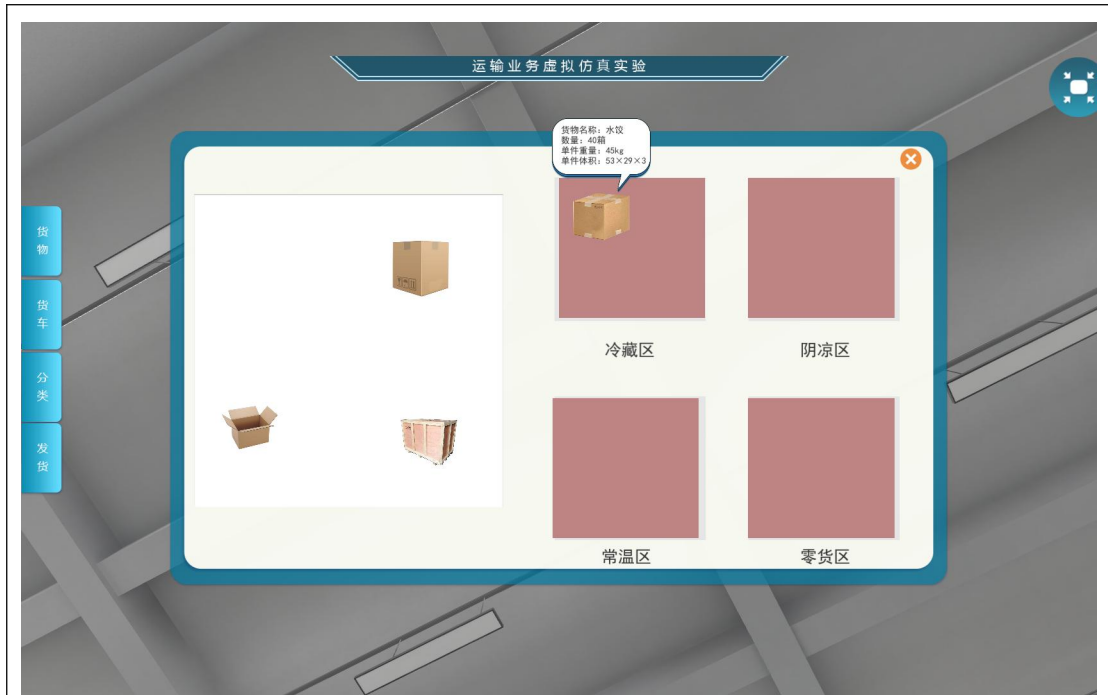 运输业务虚拟仿真实验
货物名称：水饺
数量：40箱
单件重量：45kg
单件体积：53×29×3
货物
货车
分类
发货
冷藏区
阴凉区
常温区
零货区